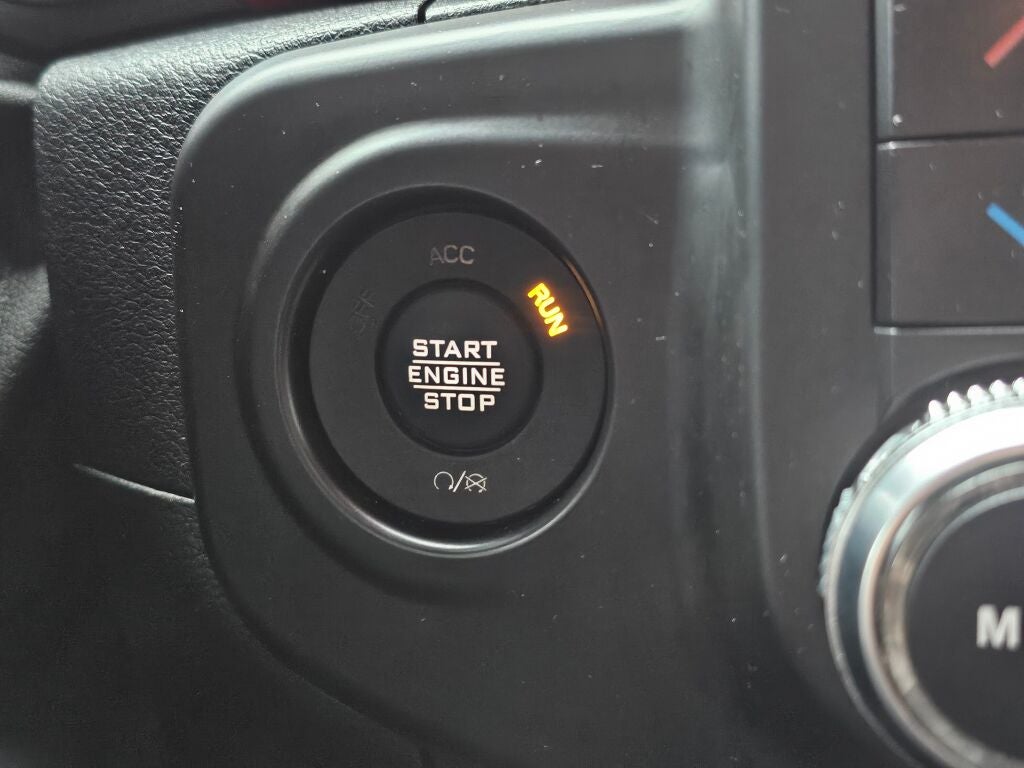 ACC
RUN
START
ENGINE
STOP
M